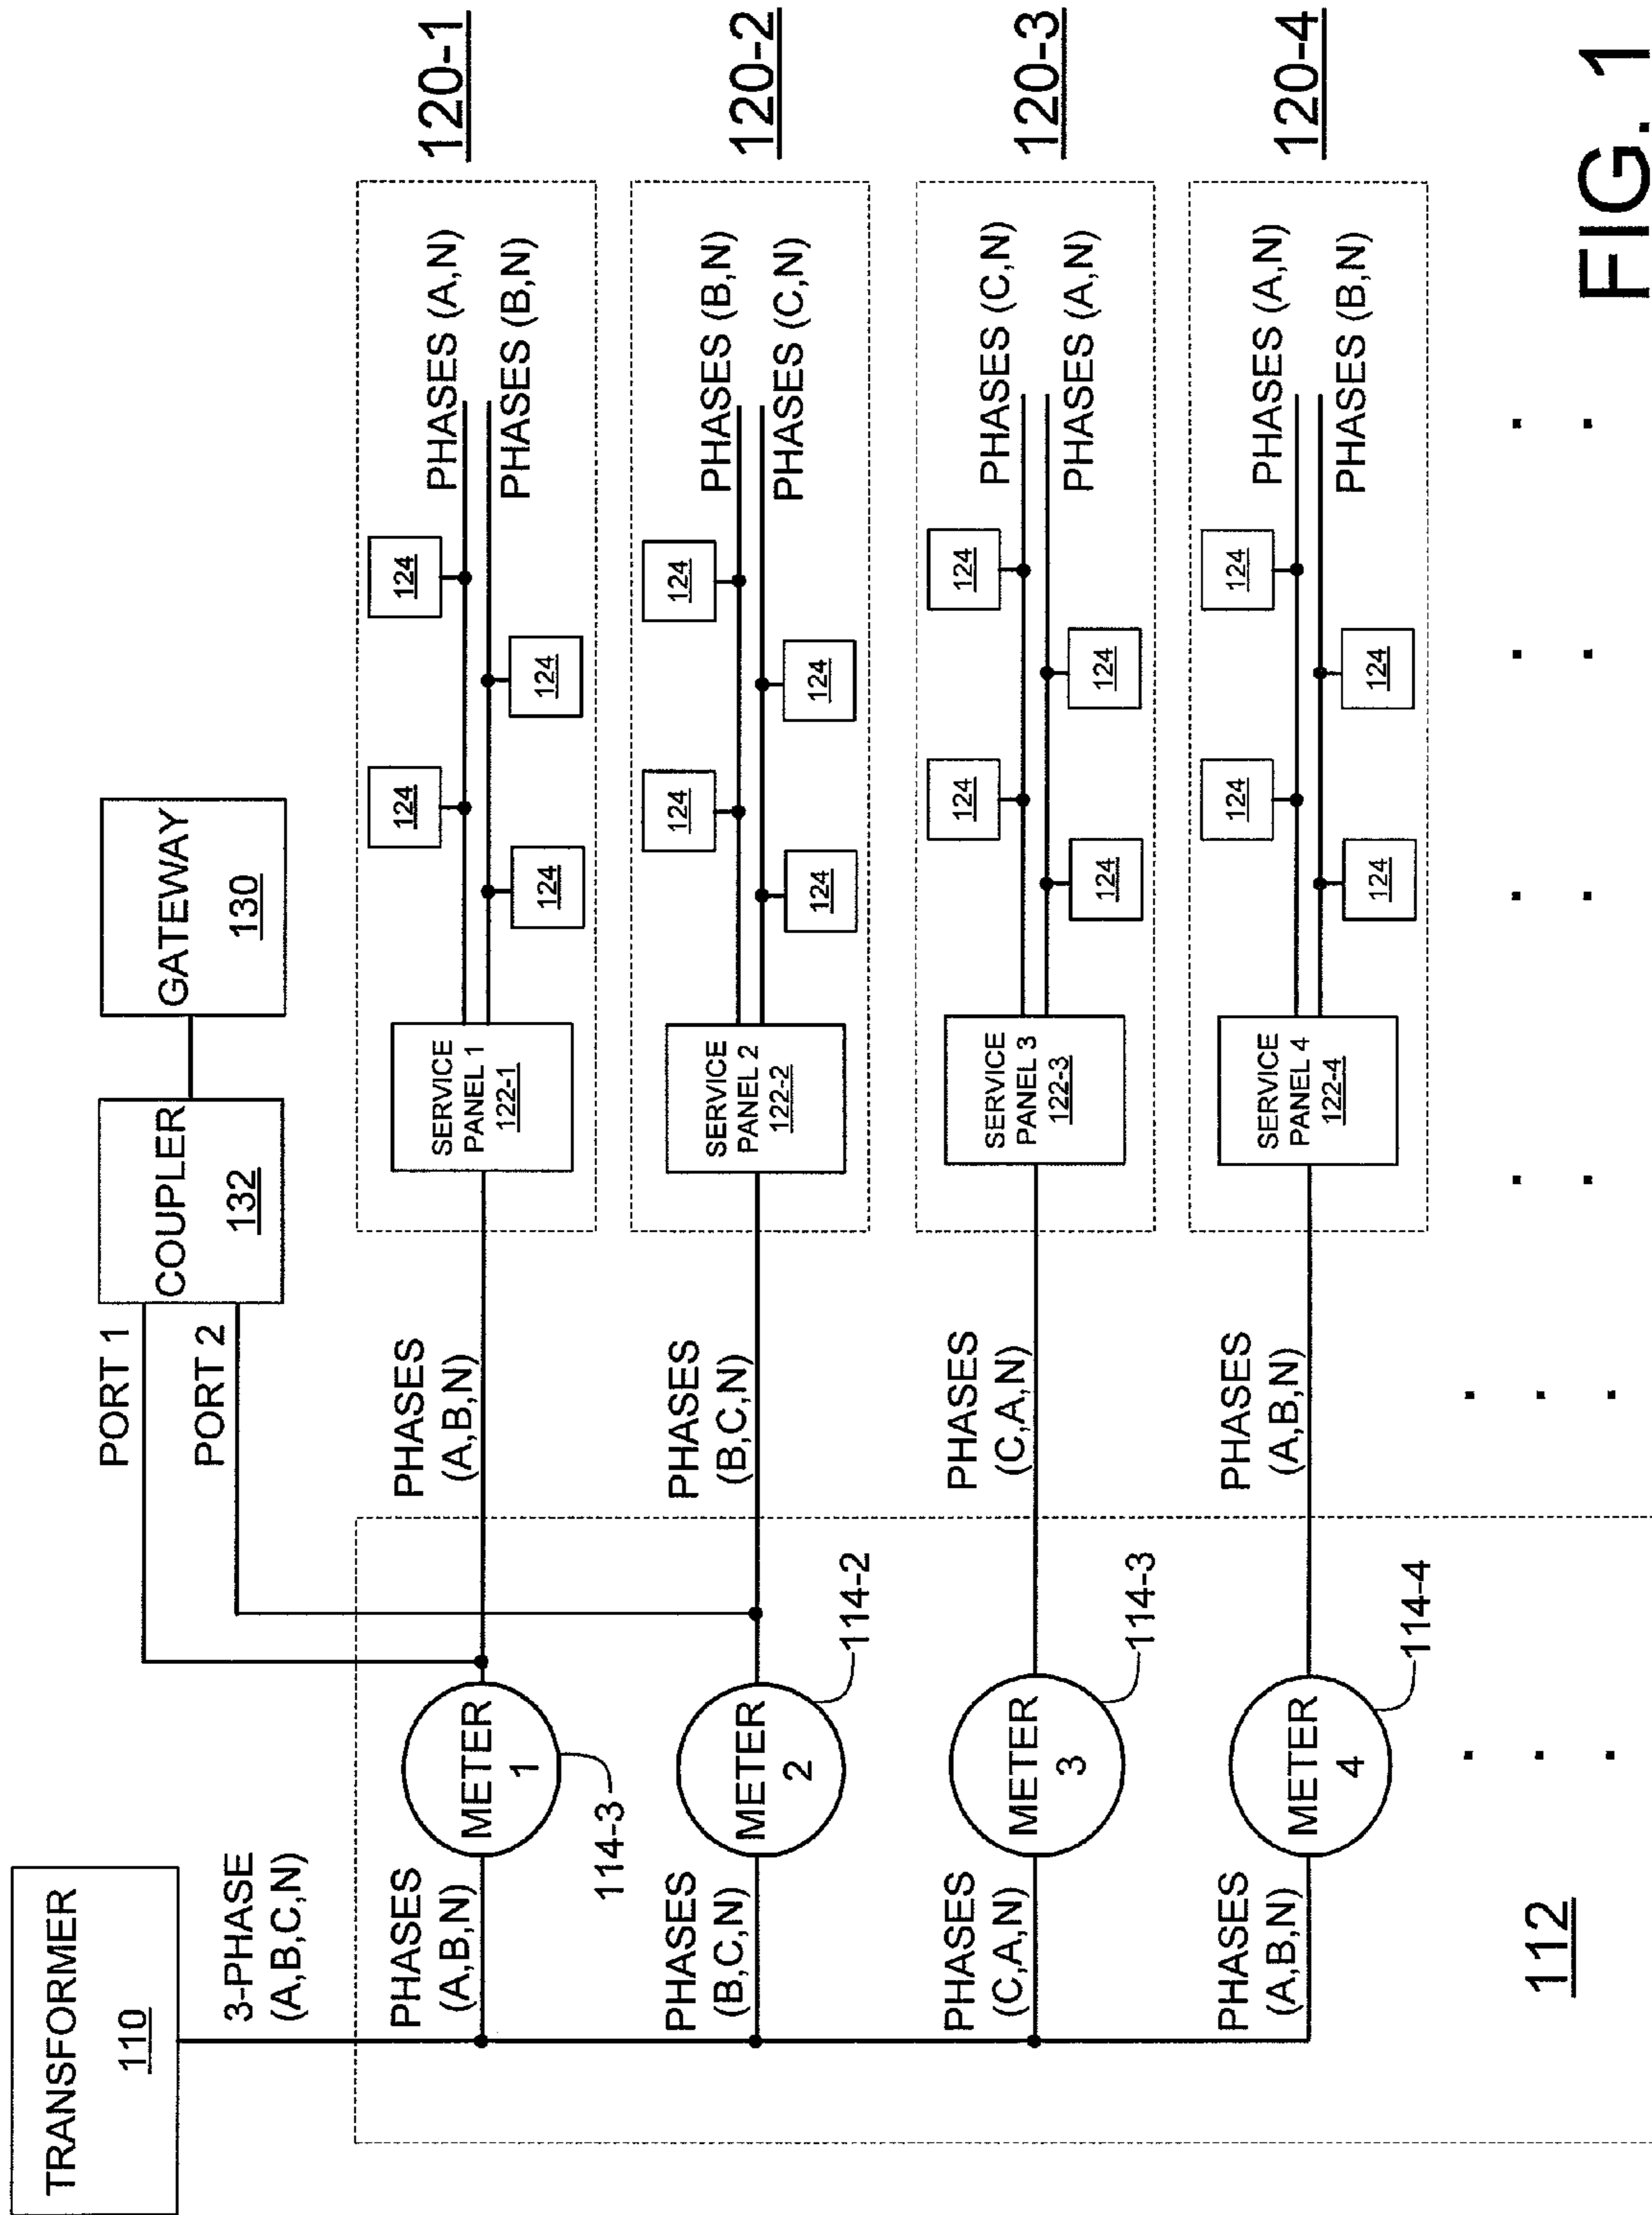 TRANSFORMER
110
3-PHASE
(A,B,C,N)
PORT 1
PORT 2
COUPLER
132
GATEWAY
130
PHASES
(A,B,N)
METER
1
114-3
PHASES
(A,B,N)
SERVICE
PANEL 1
122-1
124
124
124
124
PHASES (A,N)
PHASES (B,N)
120-1
PHASES
(B,C,N)
METER
2
114-2
PHASES
(B,C,N)
SERVICE
PANEL 2
122-2
124
124
124
124
PHASES (B,N)
PHASES (C,N)
120-2
PHASES
(C,A,N)
METER
3
114-3
PHASES
(C,A,N)
SERVICE
PANEL 3
122-3
124
124
124
124
PHASES (C,N)
PHASES (A,N)
120-3
PHASES
(A,B,N)
METER
4
114-4
PHASES
(A,B,N)
SERVICE
PANEL 4
122-4
124
124
124
124
PHASES (A,N)
PHASES (B,N)
120-4
112
FIG. 1